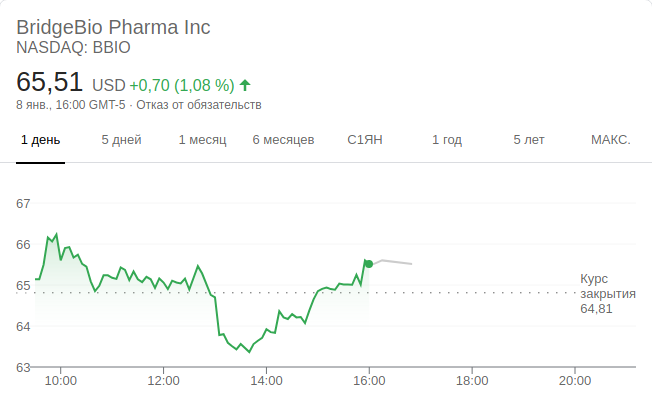 BridgeBio Pharma Inc
NASDAQ: BBIO
65,51 USD +0,70 (1,08 %)
8 янв., 16:00 GMT-5 · Отказ от обязательств
1 день 5 дней 1 месяц 6 месяцев С1ЯН 1 год 5 лет МАКС.
67
66
65
64
63
Курс
закрытия
64,81
10:00 12:00 14:00 16:00 18:00 20:00